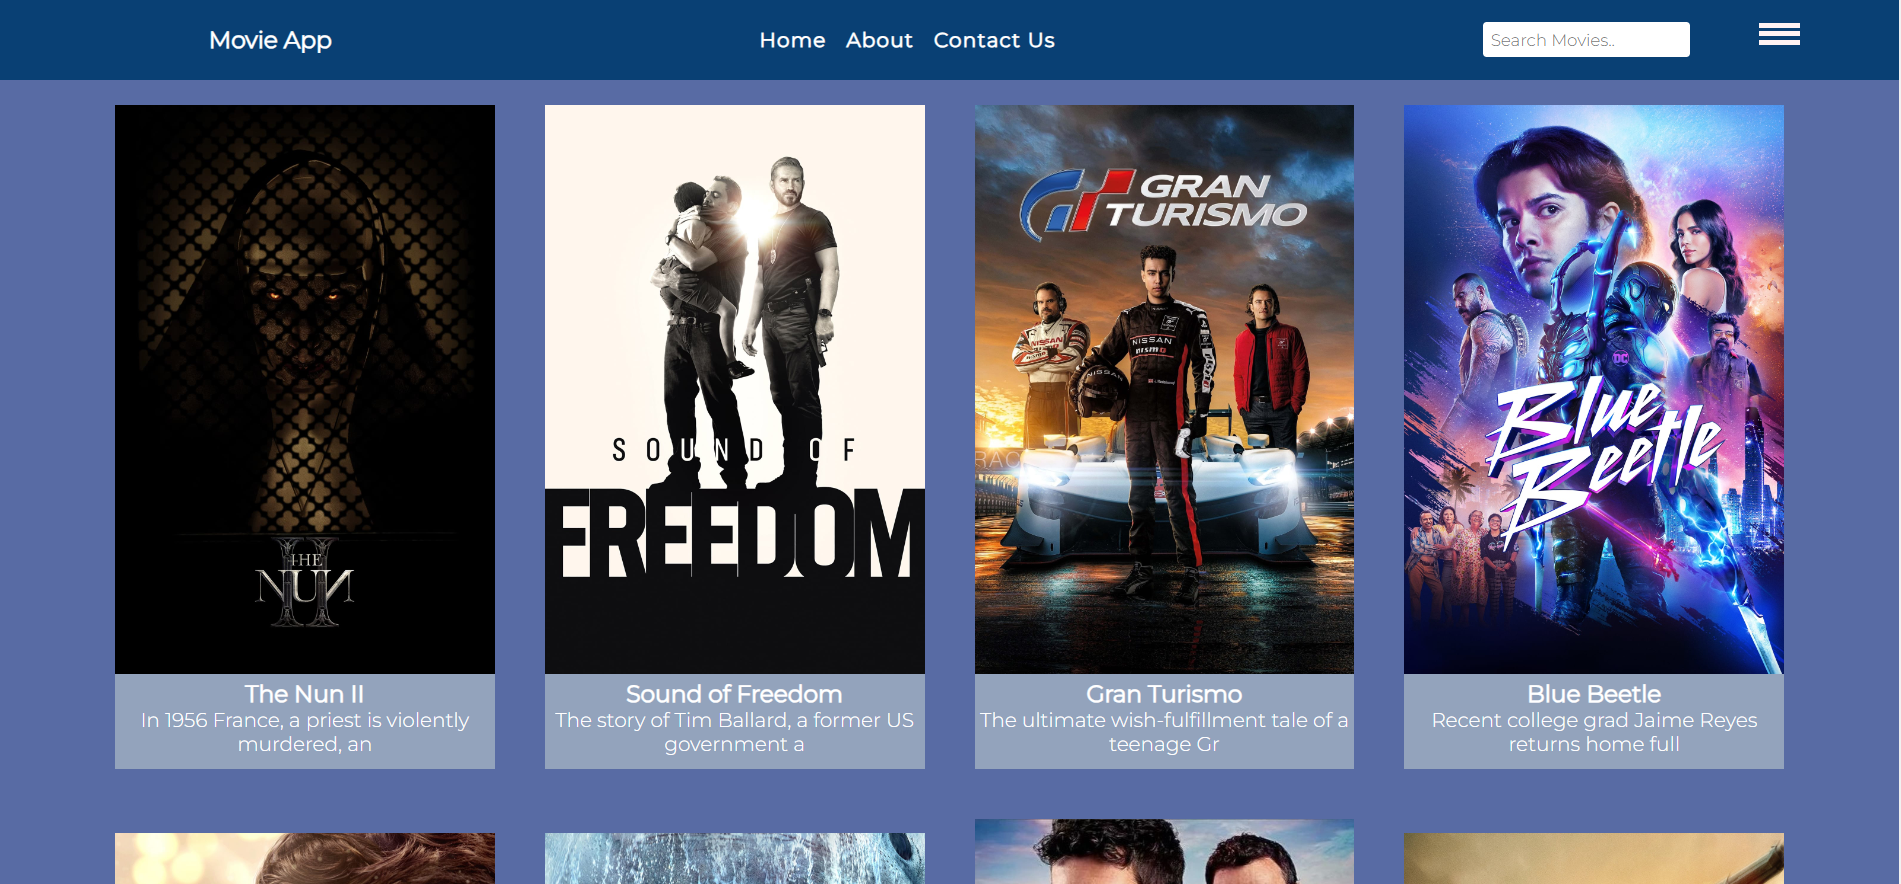 Movie App
Home About Contact Us
Search Movies..
THE
NUN
II
SOUND OF
FREEDOM
GRAN
TURISMO
NISSAN
nismo
NISSAN
DC
Blue
Beetle
The Nun II
In 1956 France, a priest is violently
murdered, an
Sound of Freedom
The story of Tim Ballard, a former US
government a
Gran Turismo
The ultimate wish-fulfillment tale of a
teenage Gr
Blue Beetle
Recent college grad Jaime Reyes
returns home full